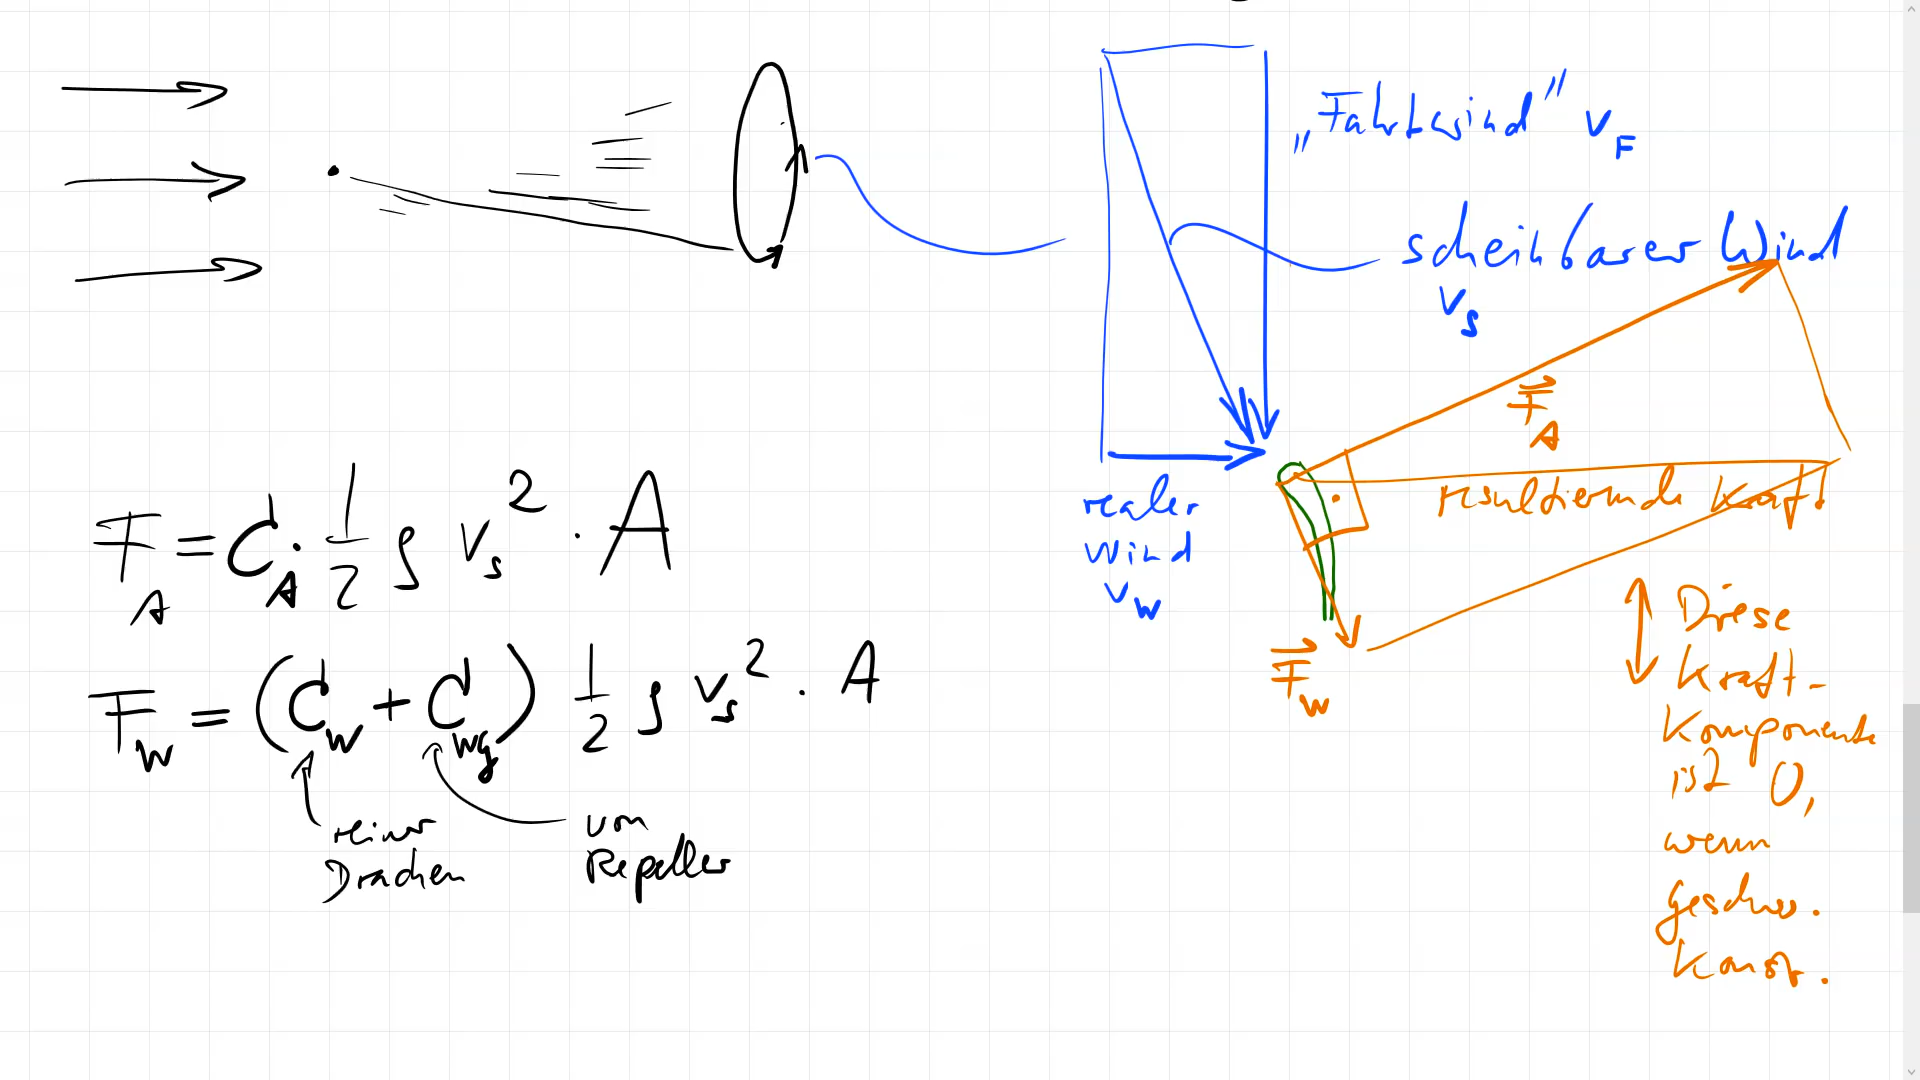 „Fahrtwind” v_F
scheinbarer Wind
v_s
F_A
resultierende Kraft
realer
Wind
v_W
F_W
Diese
Kraft-
komponente
ist 0,
wenn
geschw.
konst.
F_A = C_A · 1/2 ρ v_s² · A
F_W = (C_W + C_Wg) 1/2 ρ v_s² · A
reiner
Drachen
von
Repeller